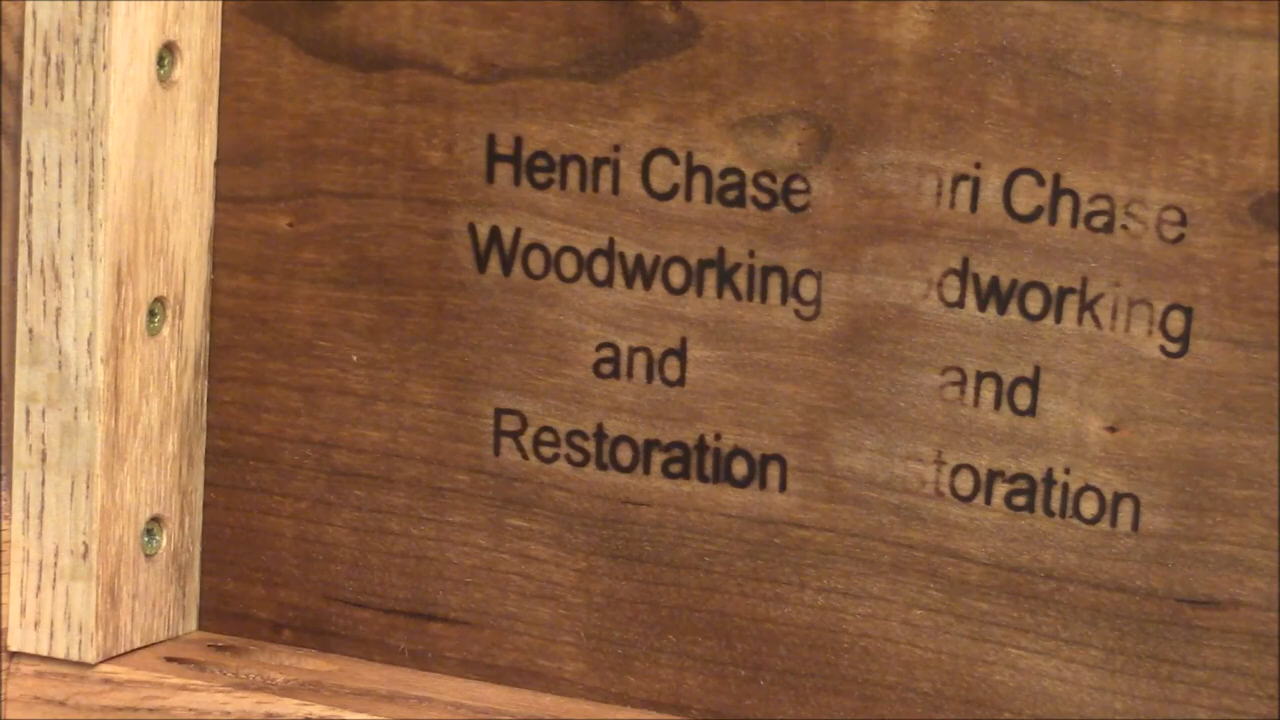 Henri Chase
Woodworking
and
Restoration
nri Chase
dworking
and
toration